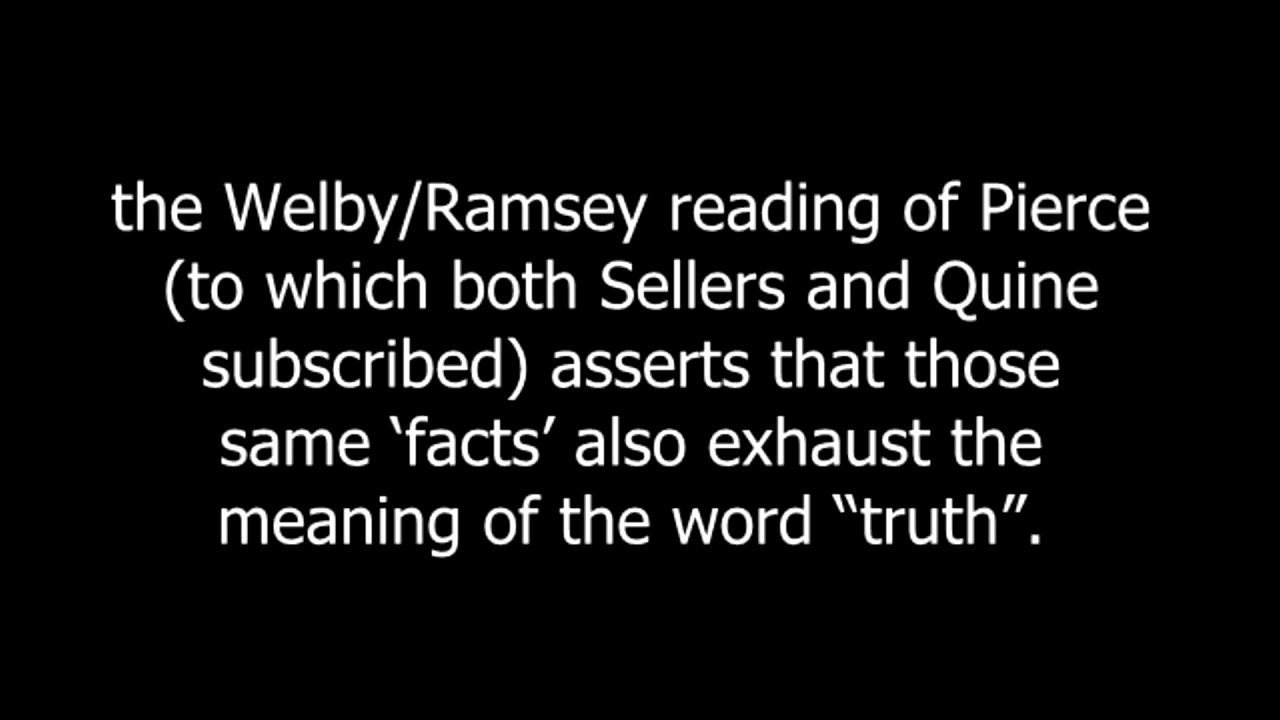 the Welby/Ramsey reading of Pierce
(to which both Sellers and Quine
subscribed) asserts that those
same ‘facts’ also exhaust the
meaning of the word “truth”.